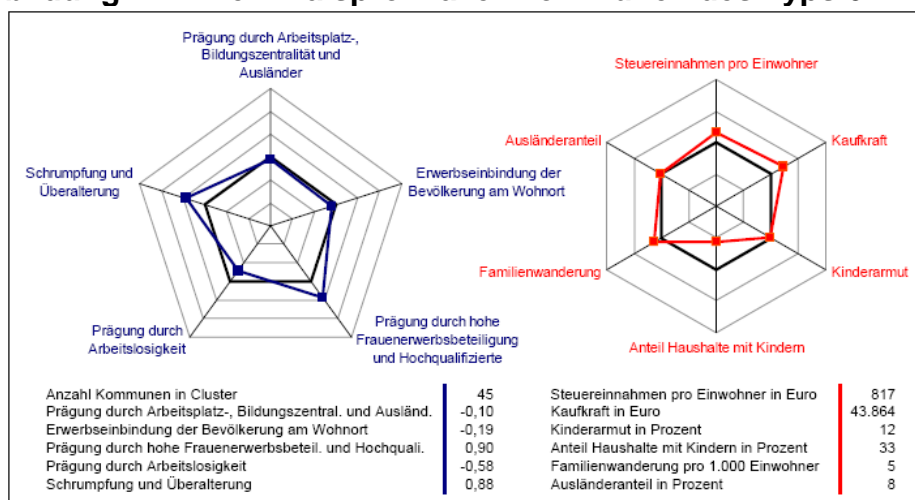 Prägung durch Arbeitsplatz-,
Bildungszentralität und
Ausländer
Schrumpfung und
Überalterung
Erwerbseinbindung der
Bevölkerung am Wohnort
Prägung durch
Arbeitslosigkeit
Prägung durch hohe
Frauenerwerbsbeteiligung
und Hochqualifizierte
Steuereinnahmen pro Einwohner
Ausländeranteil
Kaufkraft
Familienwanderung
Kinderarmut
Anteil Haushalte mit Kindern
Anzahl Kommunen in Cluster 45
Prägung durch Arbeitsplatz-, Bildungszentral. und Ausländ. -0,10
Erwerbseinbindung der Bevölkerung am Wohnort -0,19
Prägung durch hohe Frauenerwerbsbeteil. und Hochquali. 0,90
Prägung durch Arbeitslosigkeit -0,58
Schrumpfung und Überalterung 0,88
Steuereinnahmen pro Einwohner in Euro 817
Kaufkraft in Euro 43.864
Kinderarmut in Prozent 12
Anteil Haushalte mit Kindern in Prozent 33
Familienwanderung pro 1.000 Einwohner 5
Ausländeranteil in Prozent 8